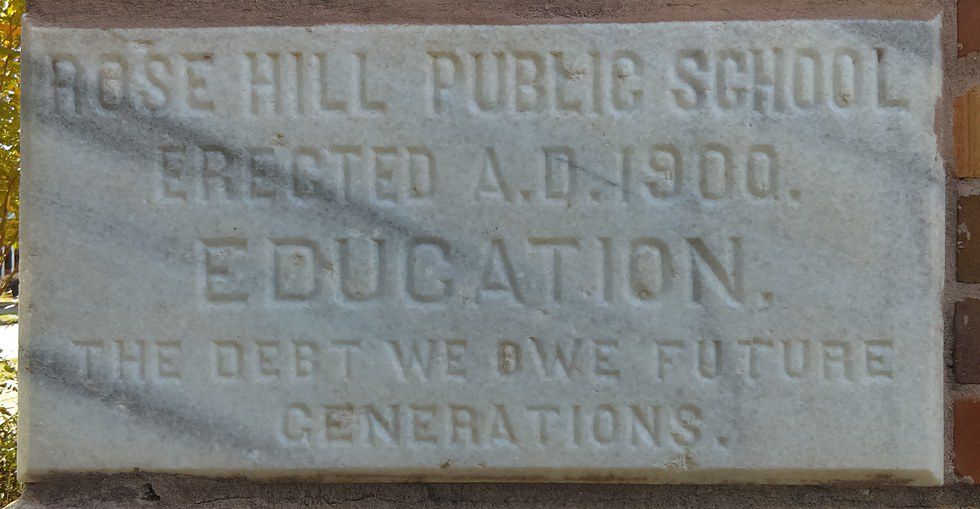 ROSE HILL PUBLIC SCHOOL
ERECTED A.D. 1900.
EDUCATION,
THE DEBT WE OWE FUTURE
GENERATIONS.